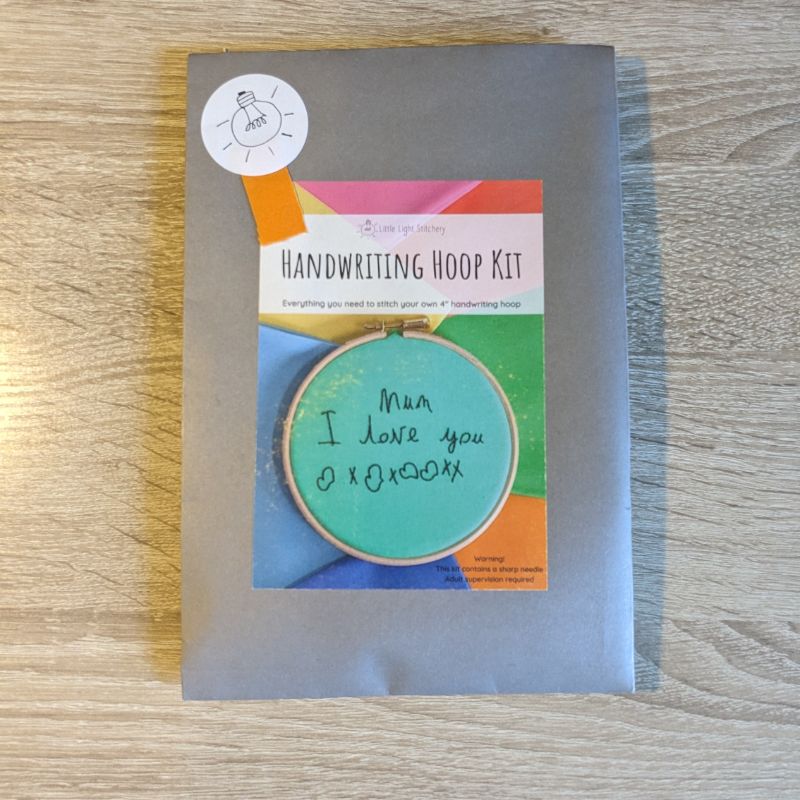 Little Light Stitchery
HANDWRITING HOOP KIT
Everything you need to stitch your own 4" handwriting hoop
Mum
I love you
x x xx
Warning!
This kit contains a sharp needle
Adult supervision required